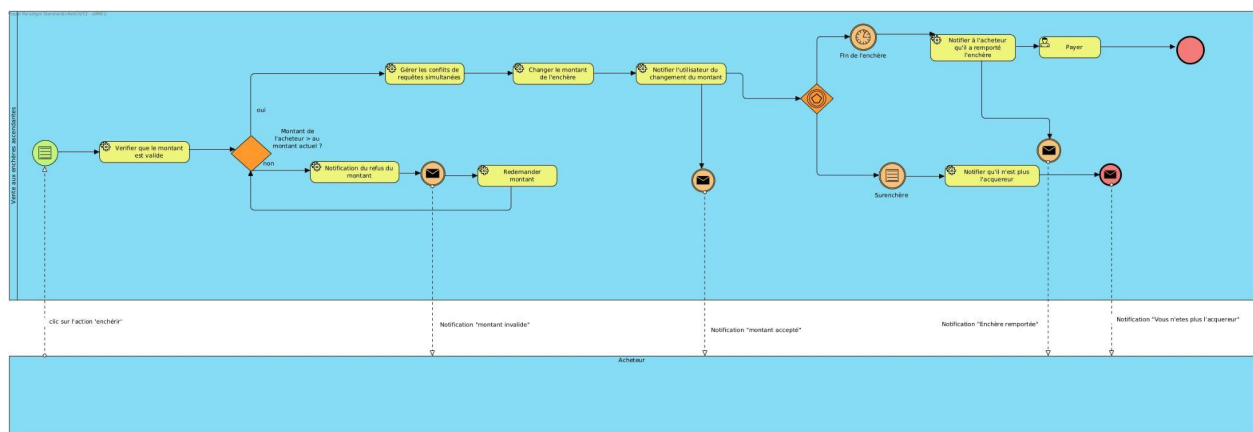 Vente aux enchères ascendantes
Fin de l'enchère
Notifier à l'acheteur
qu'il a remporté
l'enchère
Payer
Gérer les conflits de
requêtes simultanées
Changer le montant
de l'enchère
Notifier l'utilisateur du
changement du montant
oui
Montant de
l'acheteur > au
montant actuel ?
non
Verifier que le montant
est valide
Notification du refus du
montant
Redemander
montant
Surenchère
Notifier qu'il n'est plus
l'acquereur
clic sur l'action 'enchérir'
Notification "montant invalide"
Notification "montant accepté"
Notification "Enchère remportée"
Notification "Vous n'etes plus l'acquereur"
Acheteur